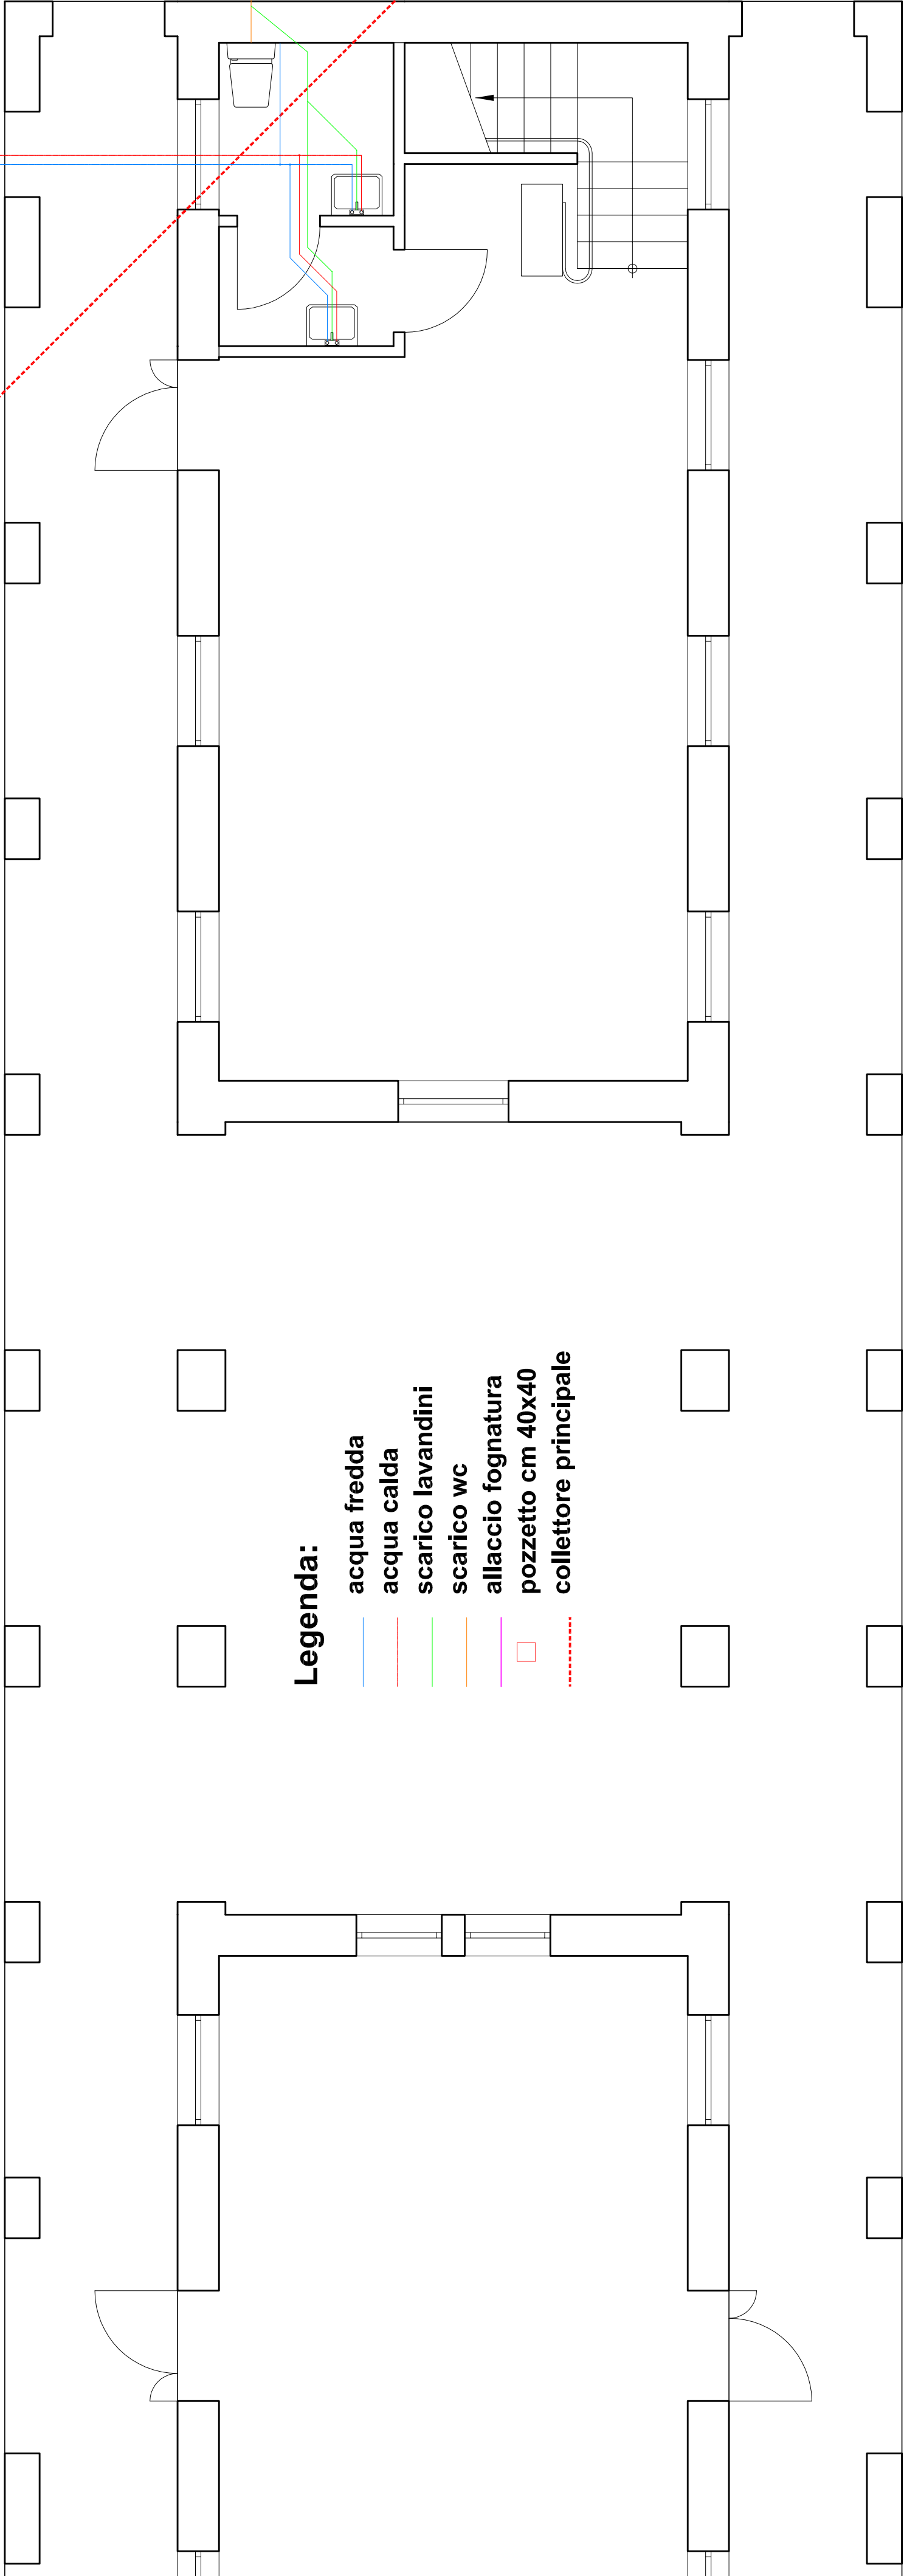 Legenda:
acqua fredda
acqua calda
scarico lavandini
scarico wc
allaccio fognatura
pozzetto cm 40x40
collettore principale